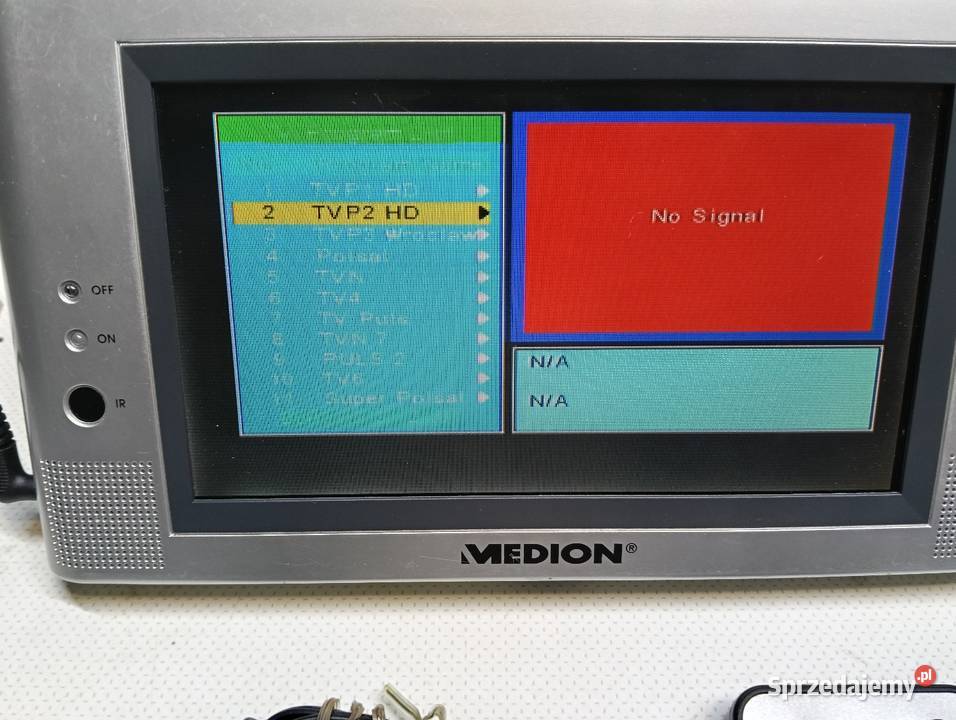 1 TVP1 HD
2 TVP2 HD
3 TVP3 Wrocław
4 Polsat
5 TVN
6 TV4
7 TV Puls
8 TVN 7
9 PULS 2
10 TV6
11 Super Polsat
No Signal
N/A
N/A
OFF
ON
IR
MEDION®
Sprzedajemy.pl